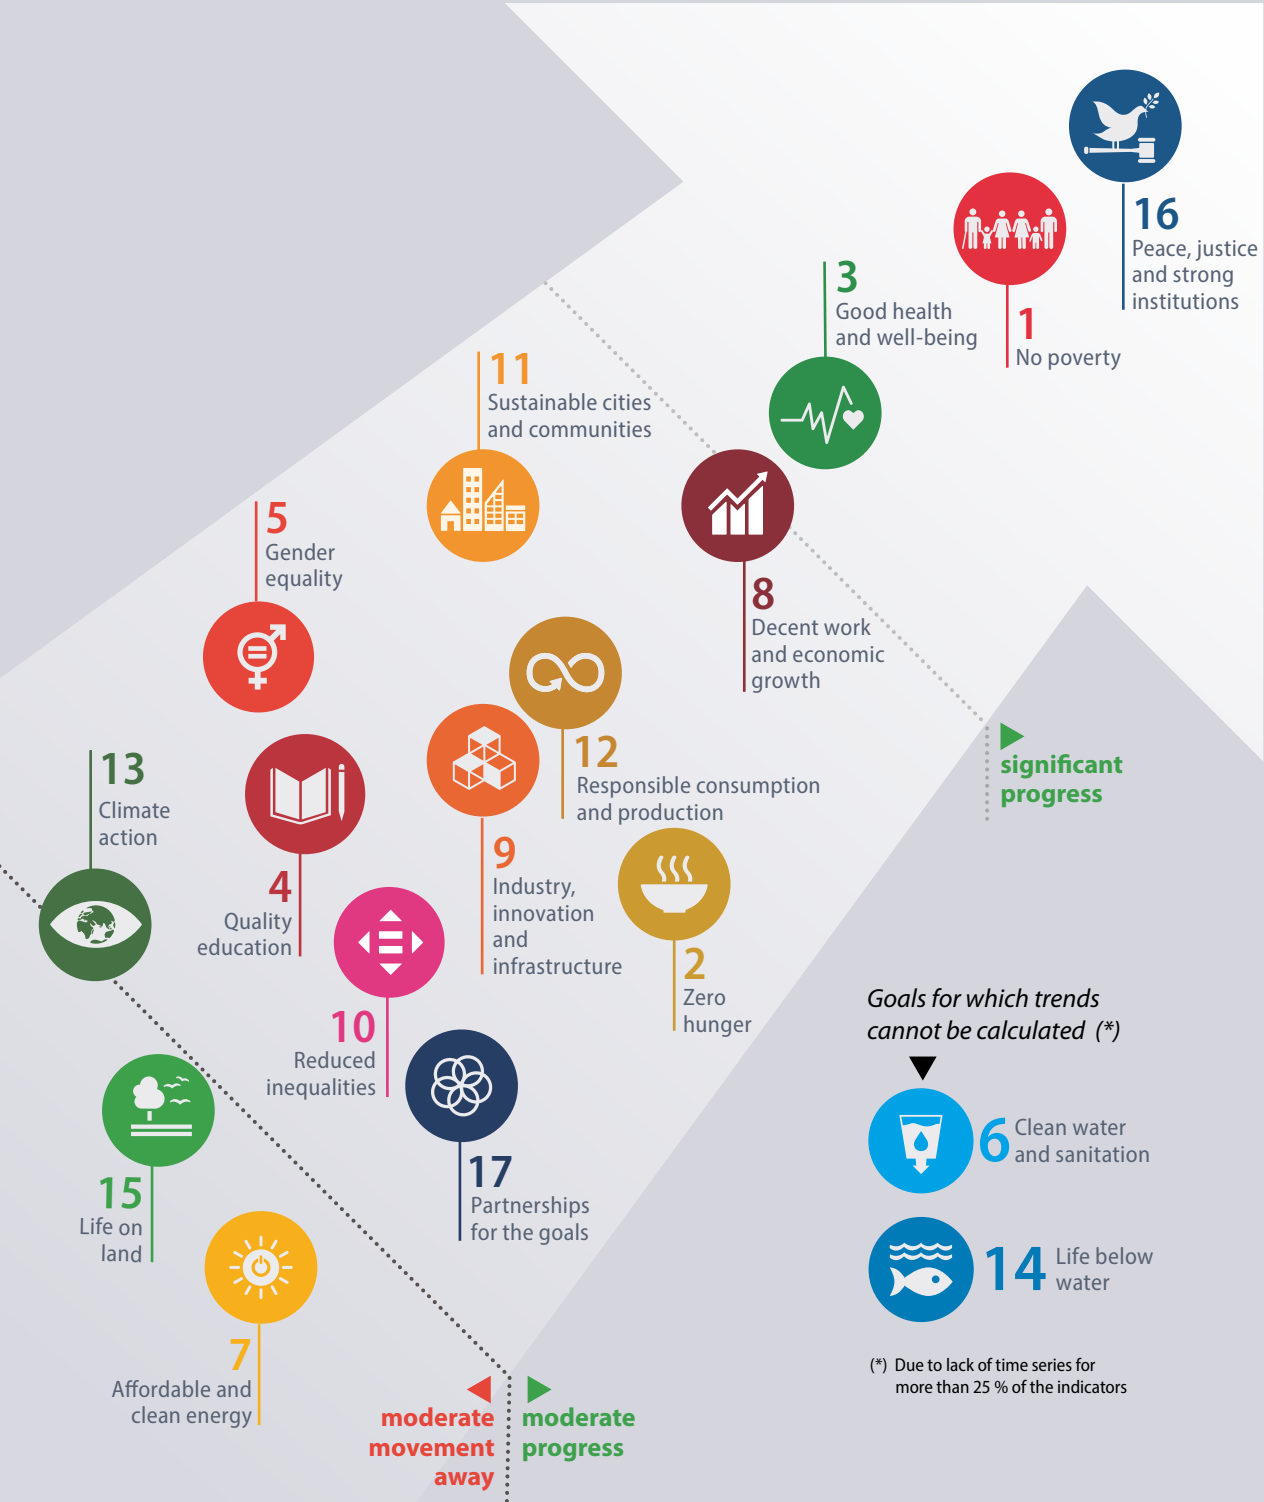 16
Peace, justice
and strong
institutions
1
No poverty
3
Good health
and well-being
11
Sustainable cities
and communities
8
Decent work
and economic
growth
5
Gender
equality
12
Responsible consumption
and production
significant
progress
13
Climate
action
4
Quality
education
9
Industry,
innovation
and
infrastructure
2
Zero
hunger
10
Reduced
inequalities
17
Partnerships
for the goals
15
Life on
land
7
Affordable and
clean energy
moderate
movement
away
moderate
progress
Goals for which trends
cannot be calculated (*)
6
Clean water
and sanitation
14
Life below
water
(*) Due to lack of time series for
more than 25 % of the indicators